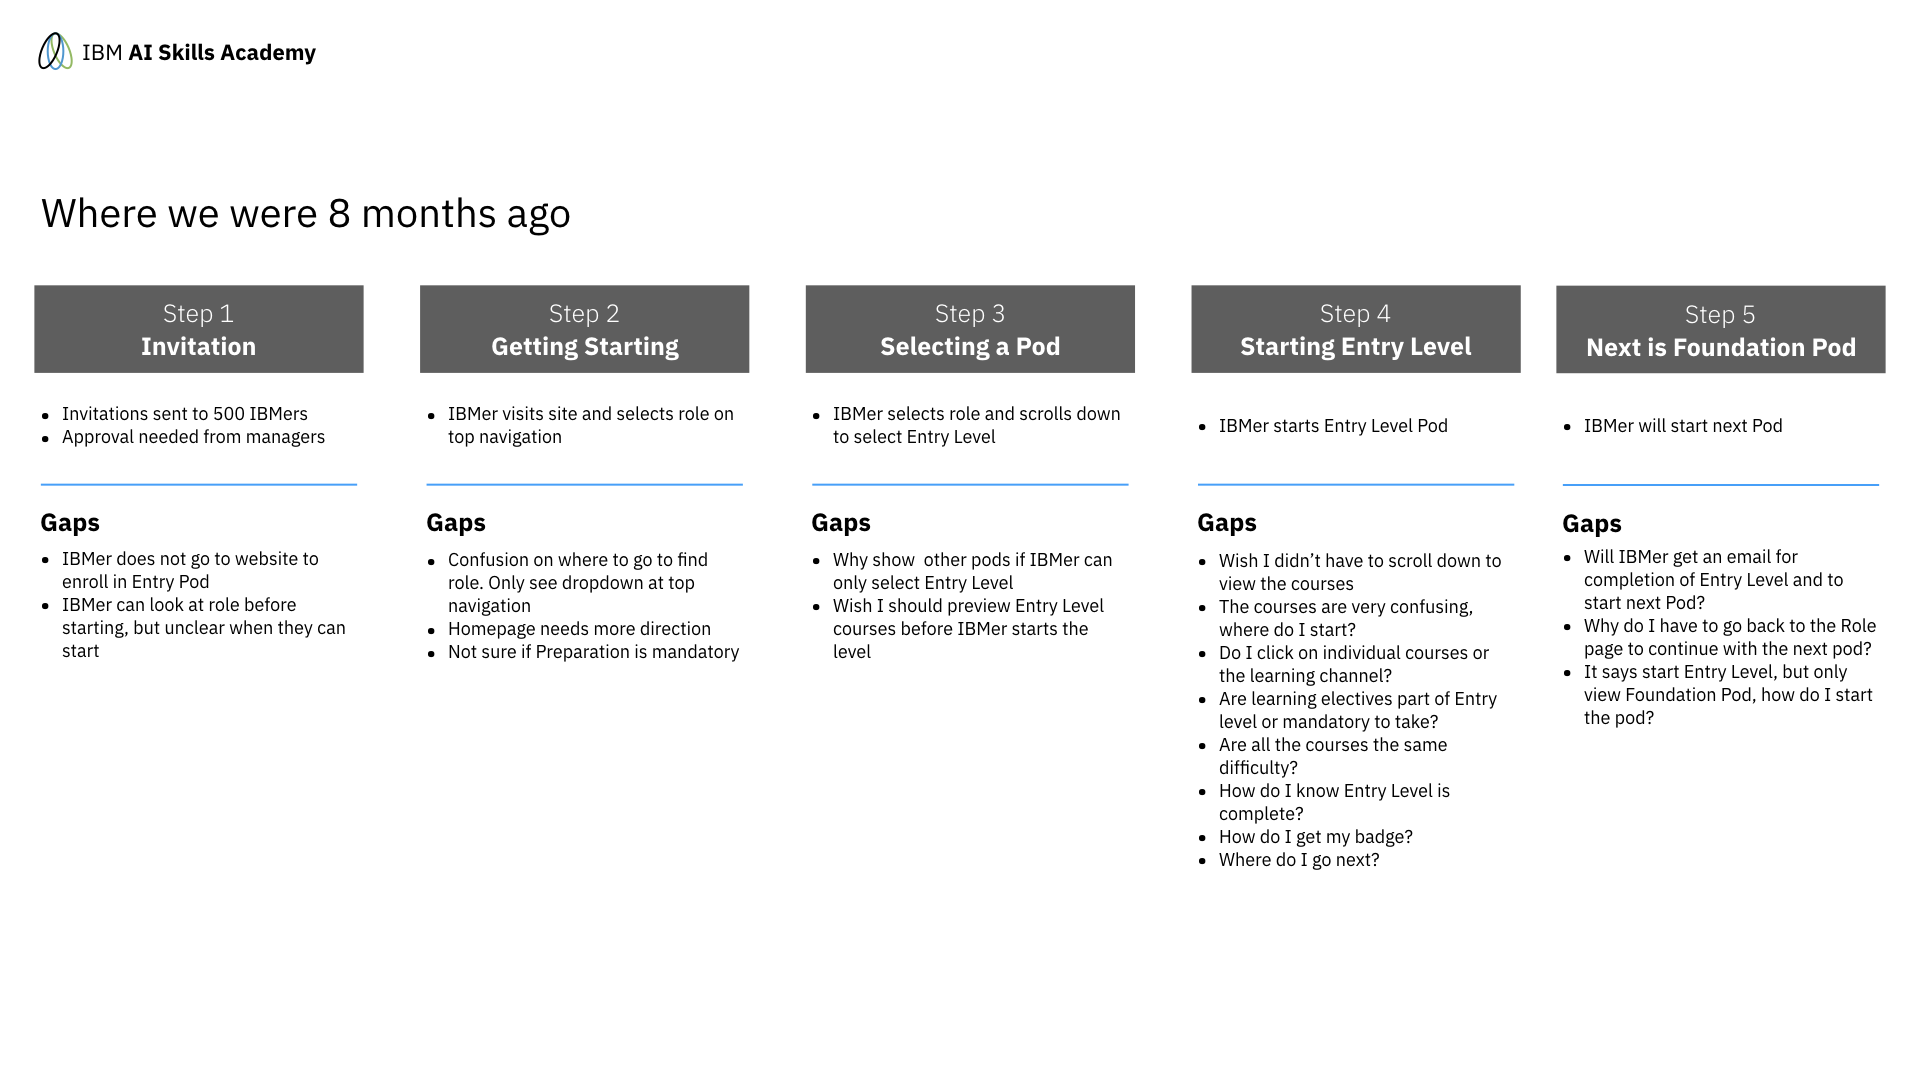 IBM AI Skills Academy
Where we were 8 months ago
Step 1
Invitation
• Invitations sent to 500 IBMers
• Approval needed from managers
Gaps
• IBMer does not go to website to
enroll in Entry Pod
• IBMer can look at role before
starting, but unclear when they can
start
Step 2
Getting Starting
• IBMer visits site and selects role on
top navigation
Gaps
• Confusion on where to go to find
role. Only see dropdown at top
navigation
• Homepage needs more direction
• Not sure if Preparation is mandatory
Step 3
Selecting a Pod
• IBMer selects role and scrolls down
to select Entry Level
Gaps
• Why show  other pods if IBMer can
only select Entry Level
• Wish I should preview Entry Level
courses before IBMer starts the
level
Step 4
Starting Entry Level
• IBMer starts Entry Level Pod
Gaps
• Wish I didn’t have to scroll down to
view the courses
• The courses are very confusing,
where do I start?
• Do I click on individual courses or
the learning channel?
• Are learning electives part of Entry
level or mandatory to take?
• Are all the courses the same
difficulty?
• How do I know Entry Level is
complete?
• How do I get my badge?
• Where do I go next?
Step 5
Next is Foundation Pod
• IBMer will start next Pod
Gaps
• Will IBMer get an email for
completion of Entry Level and to
start next Pod?
• Why do I have to go back to the Role
page to continue with the next pod?
• It says start Entry Level, but only
view Foundation Pod, how do I start
the pod?